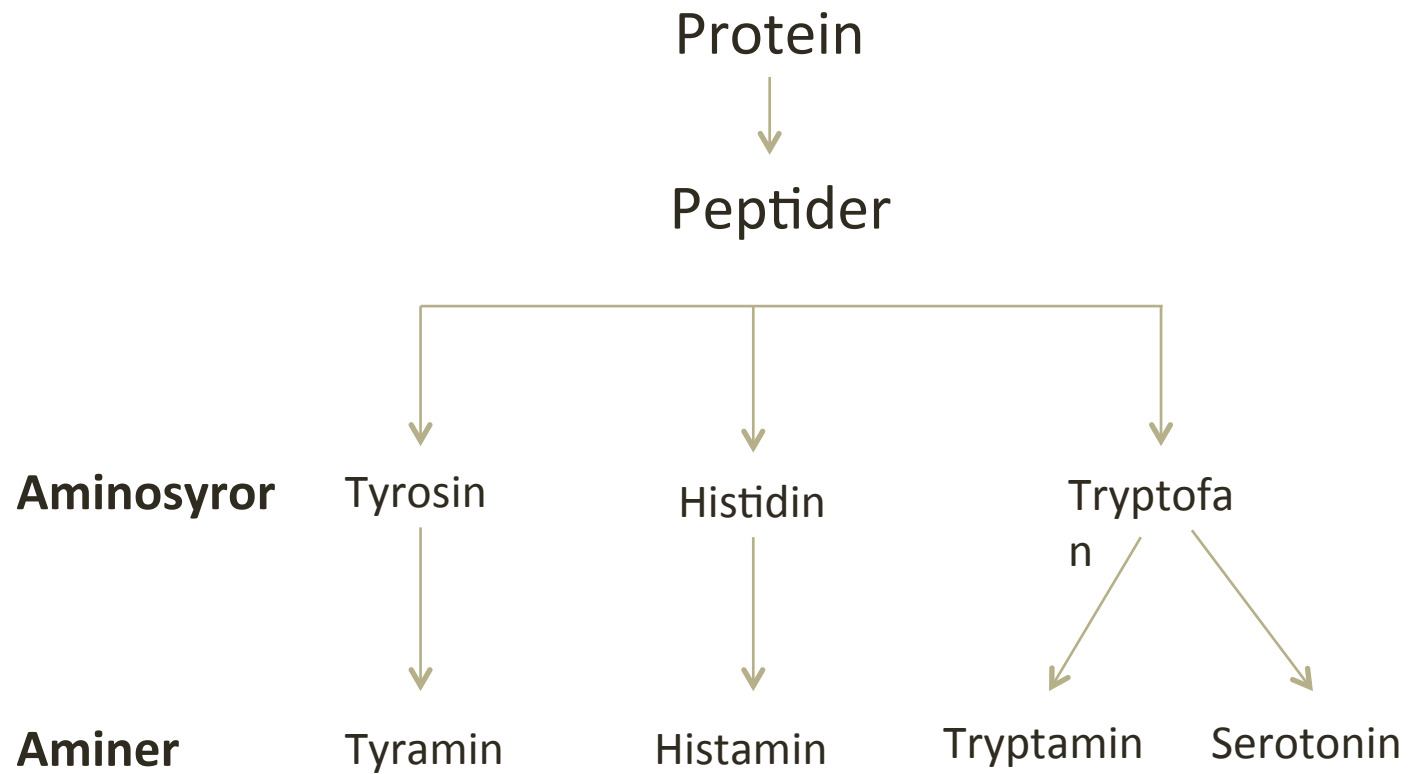 Protein
Peptider
Aminosyror
Tyrosin
Histidin
Tryptofa
n
Aminer
Tyramin
Histamin
Tryptamin
Serotonin